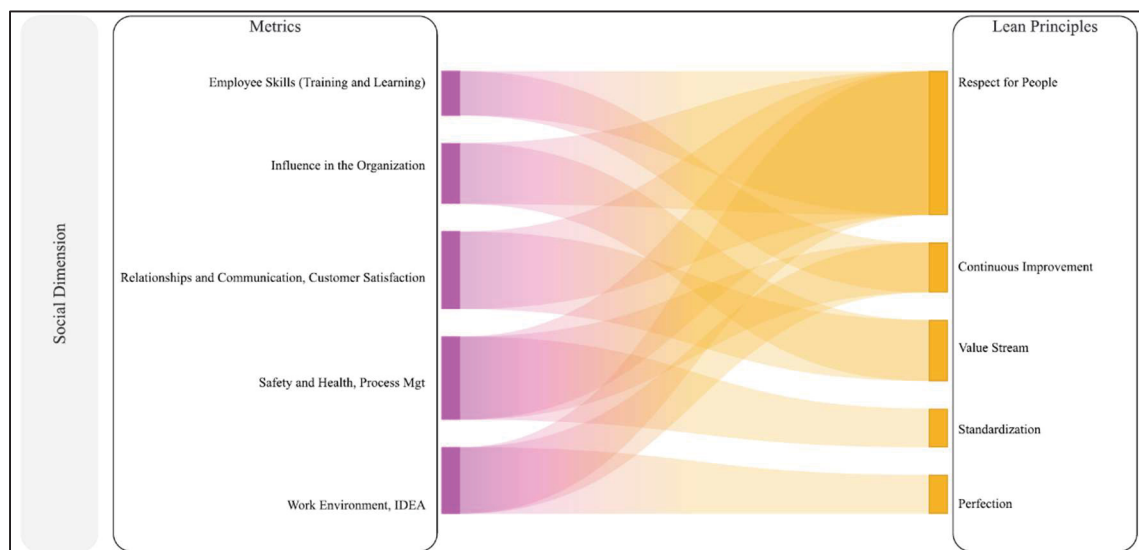 Social Dimension
Metrics
Employee Skills (Training and Learning)
Influence in the Organization
Relationships and Communication, Customer Satisfaction
Safety and Health, Process Mgt
Work Environment, IDEA
Lean Principles
Respect for People
Continuous Improvement
Value Stream
Standardization
Perfection